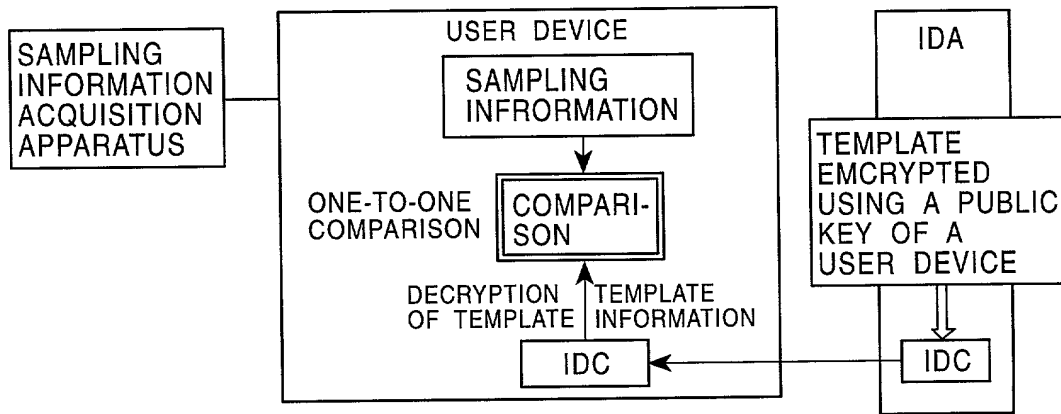 SAMPLING
INFORMATION
ACQUISITION
APPARATUS
USER DEVICE
SAMPLING
INFRORMATION
ONE-TO-ONE
COMPARISON
COMPARI-
SON
DECRYPTION
OF TEMPLATE
TEMPLATE
INFORMATION
IDC
IDA
TEMPLATE
EMCRYPTED
USING A PUBLIC
KEY OF A
USER DEVICE
IDC